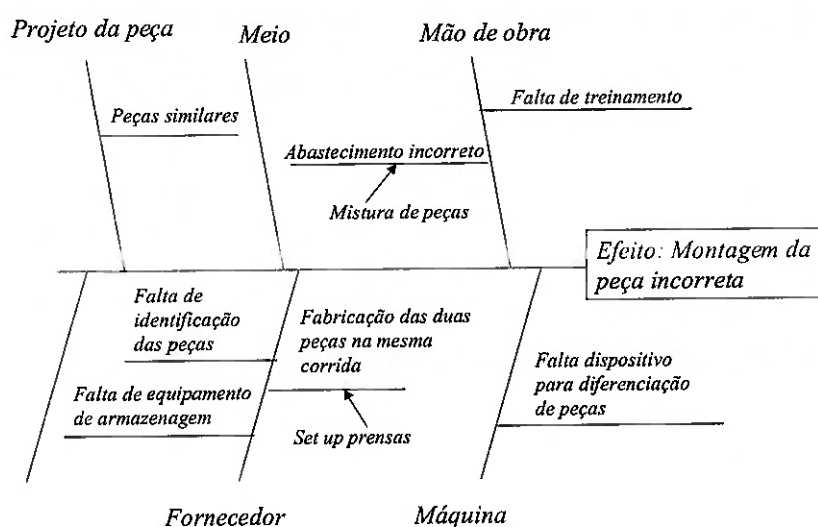 Projeto da peça
Meio
Mão de obra
Falta de treinamento
Peças similares
Abastecimento incorreto
Mistura de peças
Efeito: Montagem da
peça incorreta
Falta de
identificação
das peças
Fabricação das duas
peças na mesma
corrida
Falta dispositivo
para diferenciação
de peças
Falta de equipamento
de armazenagem
Set up prensas
Fornecedor
Máquina